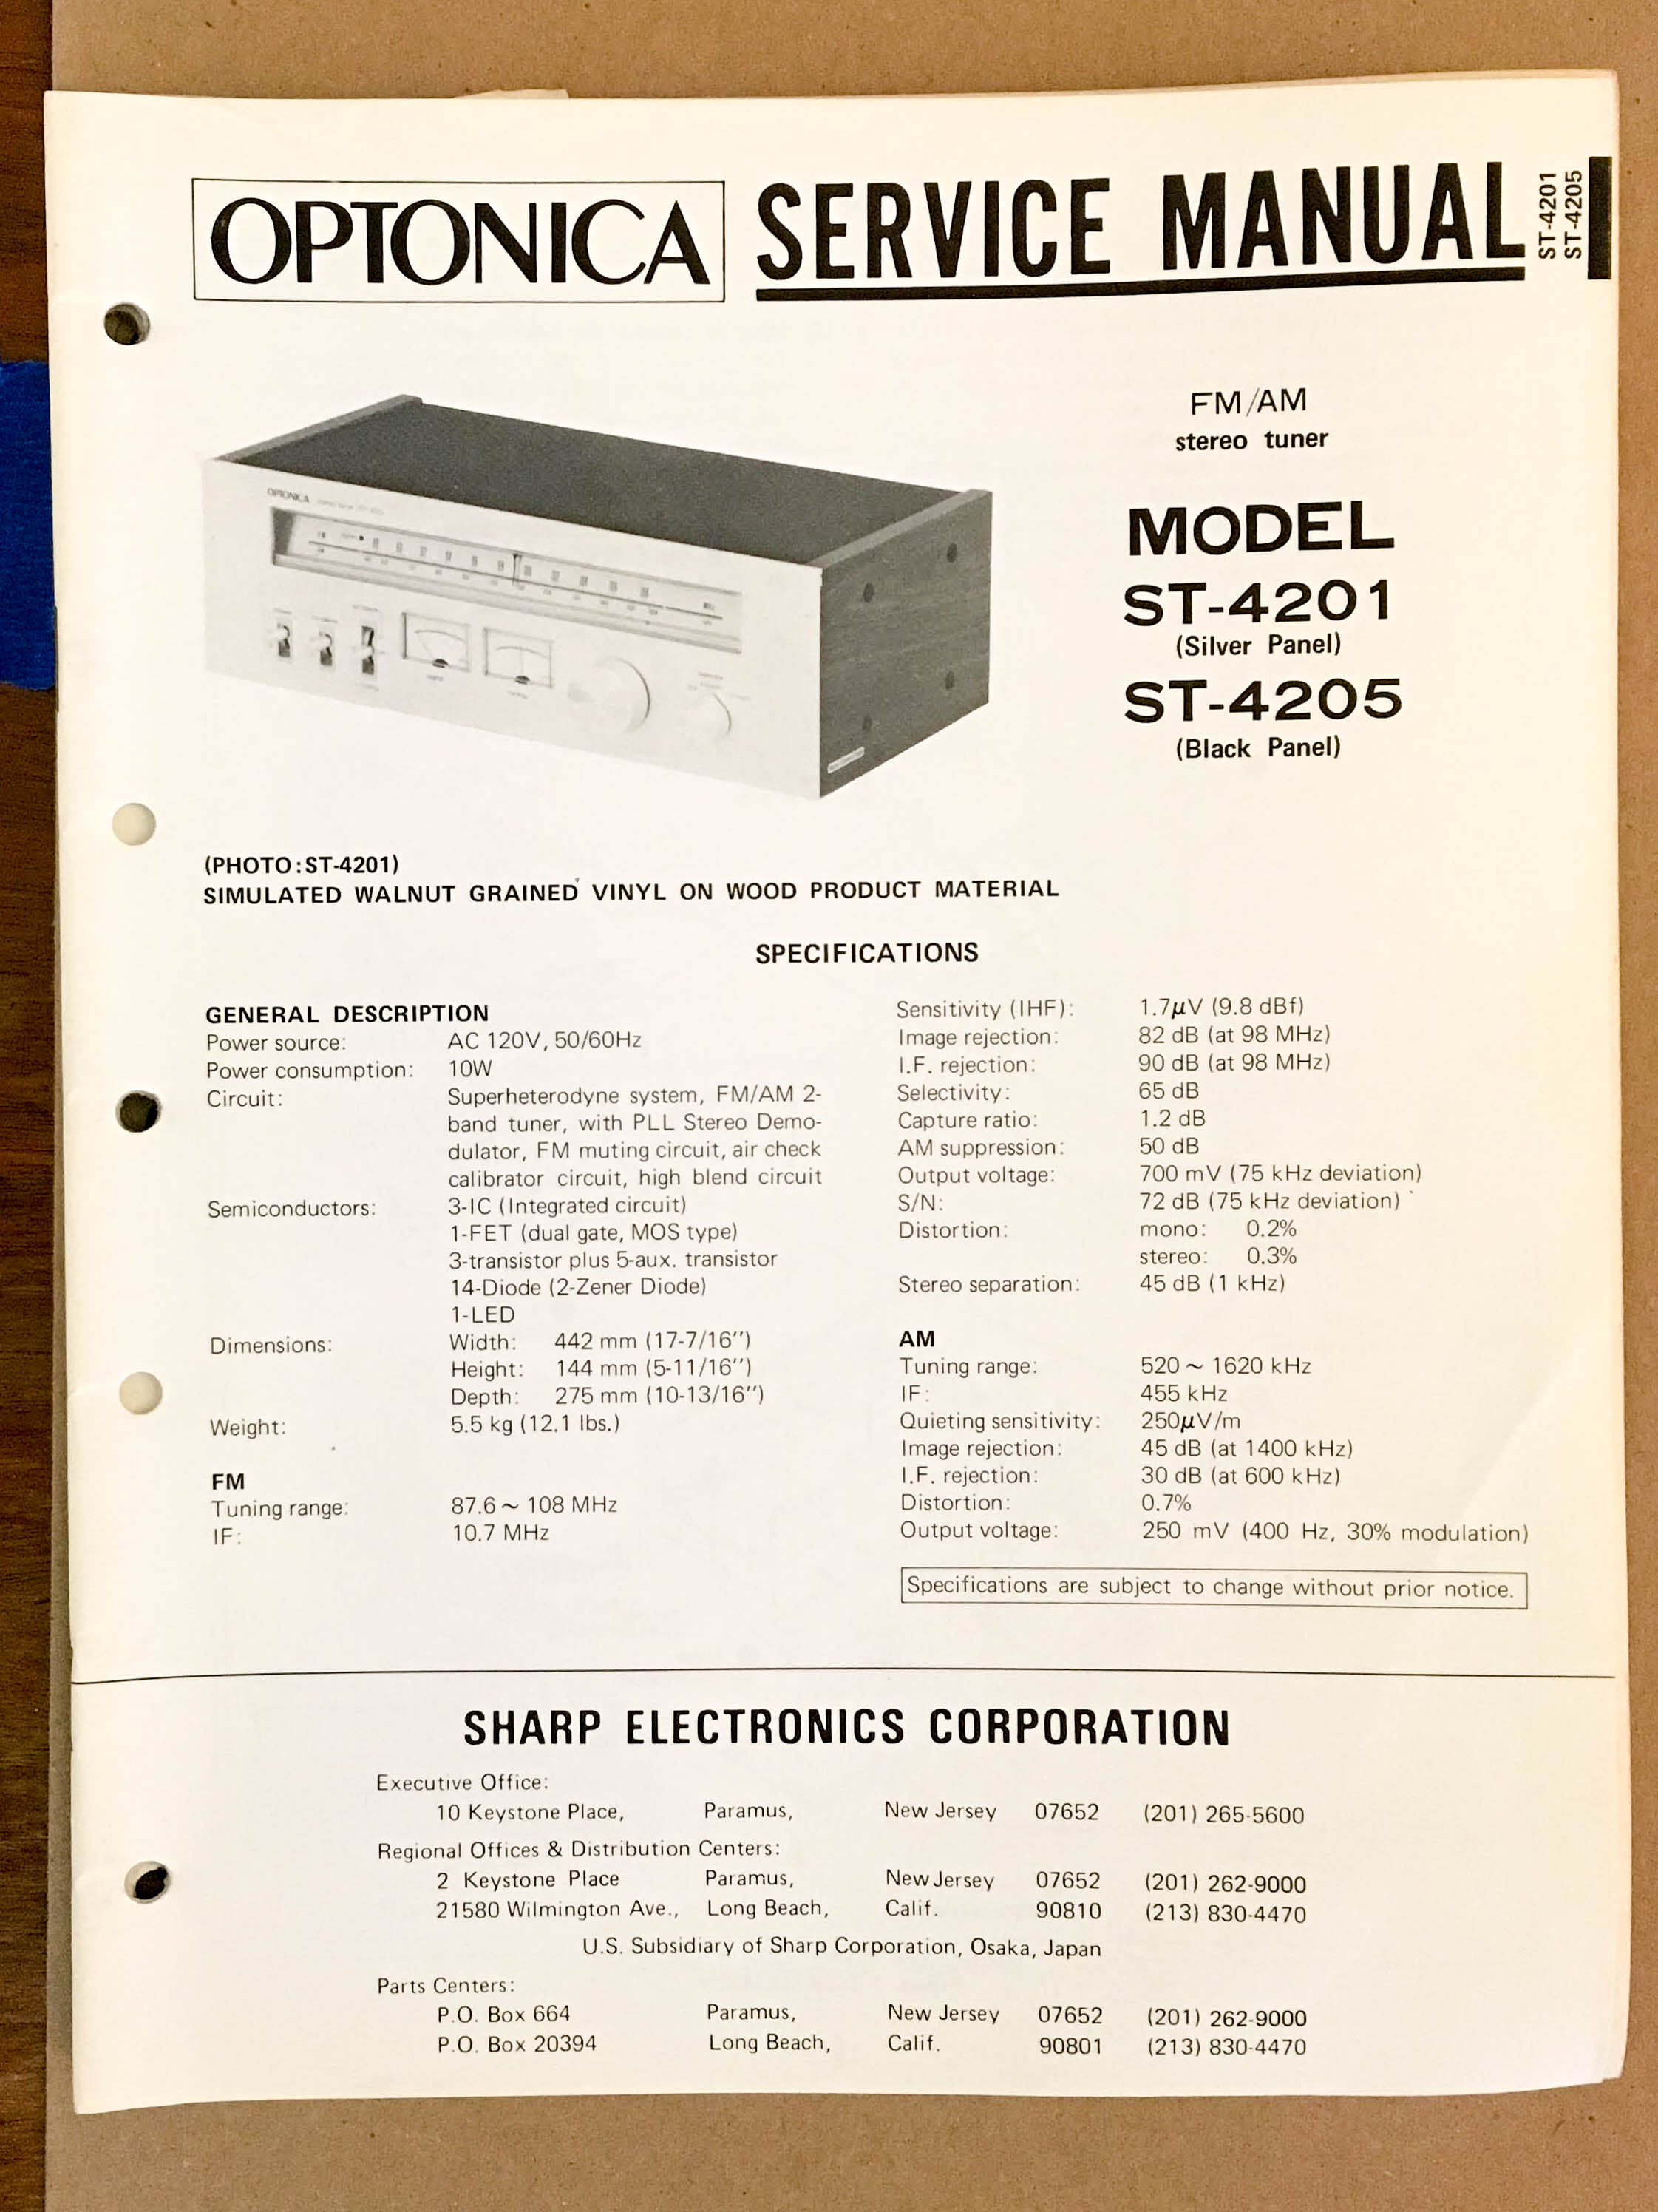 OPTONICA SERVICE MANUAL
ST-4201
ST-4205
FM/AM
stereo tuner
MODEL
ST-4201
(Silver Panel)
ST-4205
(Black Panel)
OPTONICA
(PHOTO:ST-4201)
SIMULATED WALNUT GRAINED VINYL ON WOOD PRODUCT MATERIAL
SPECIFICATIONS
GENERAL DESCRIPTION
Power source: AC 120V, 50/60Hz
Power consumption: 10W
Circuit: Superheterodyne system, FM/AM 2-
band tuner, with PLL Stereo Demo-
dulator, FM muting circuit, air check
calibrator circuit, high blend circuit
Semiconductors: 3-IC (Integrated circuit)
1-FET (dual gate, MOS type)
3-transistor plus 5-aux. transistor
14-Diode (2-Zener Diode)
1-LED
Dimensions: Width: 442 mm (17-7/16'')
Height: 144 mm (5-11/16'')
Depth: 275 mm (10-13/16'')
Weight: 5.5 kg (12.1 lbs.)
FM
Tuning range: 87.6 ~ 108 MHz
IF: 10.7 MHz
Sensitivity (IHF): 1.7μV (9.8 dBf)
Image rejection: 82 dB (at 98 MHz)
I.F. rejection: 90 dB (at 98 MHz)
Selectivity: 65 dB
Capture ratio: 1.2 dB
AM suppression: 50 dB
Output voltage: 700 mV (75 kHz deviation)
S/N: 72 dB (75 kHz deviation)
Distortion: mono: 0.2%
stereo: 0.3%
Stereo separation: 45 dB (1 kHz)
AM
Tuning range: 520 ~ 1620 kHz
IF: 455 kHz
Quieting sensitivity: 250μV/m
Image rejection: 45 dB (at 1400 kHz)
I.F. rejection: 30 dB (at 600 kHz)
Distortion: 0.7%
Output voltage: 250 mV (400 Hz, 30% modulation)
Specifications are subject to change without prior notice.
SHARP ELECTRONICS CORPORATION
Executive Office:
10 Keystone Place, Paramus, New Jersey 07652 (201) 265-5600
Regional Offices & Distribution Centers:
2 Keystone Place Paramus, New Jersey 07652 (201) 262-9000
21580 Wilmington Ave., Long Beach, Calif. 90810 (213) 830-4470
U.S. Subsidiary of Sharp Corporation, Osaka, Japan
Parts Centers:
P.O. Box 664 Paramus, New Jersey 07652 (201) 262-9000
P.O. Box 20394 Long Beach, Calif. 90801 (213) 830-4470